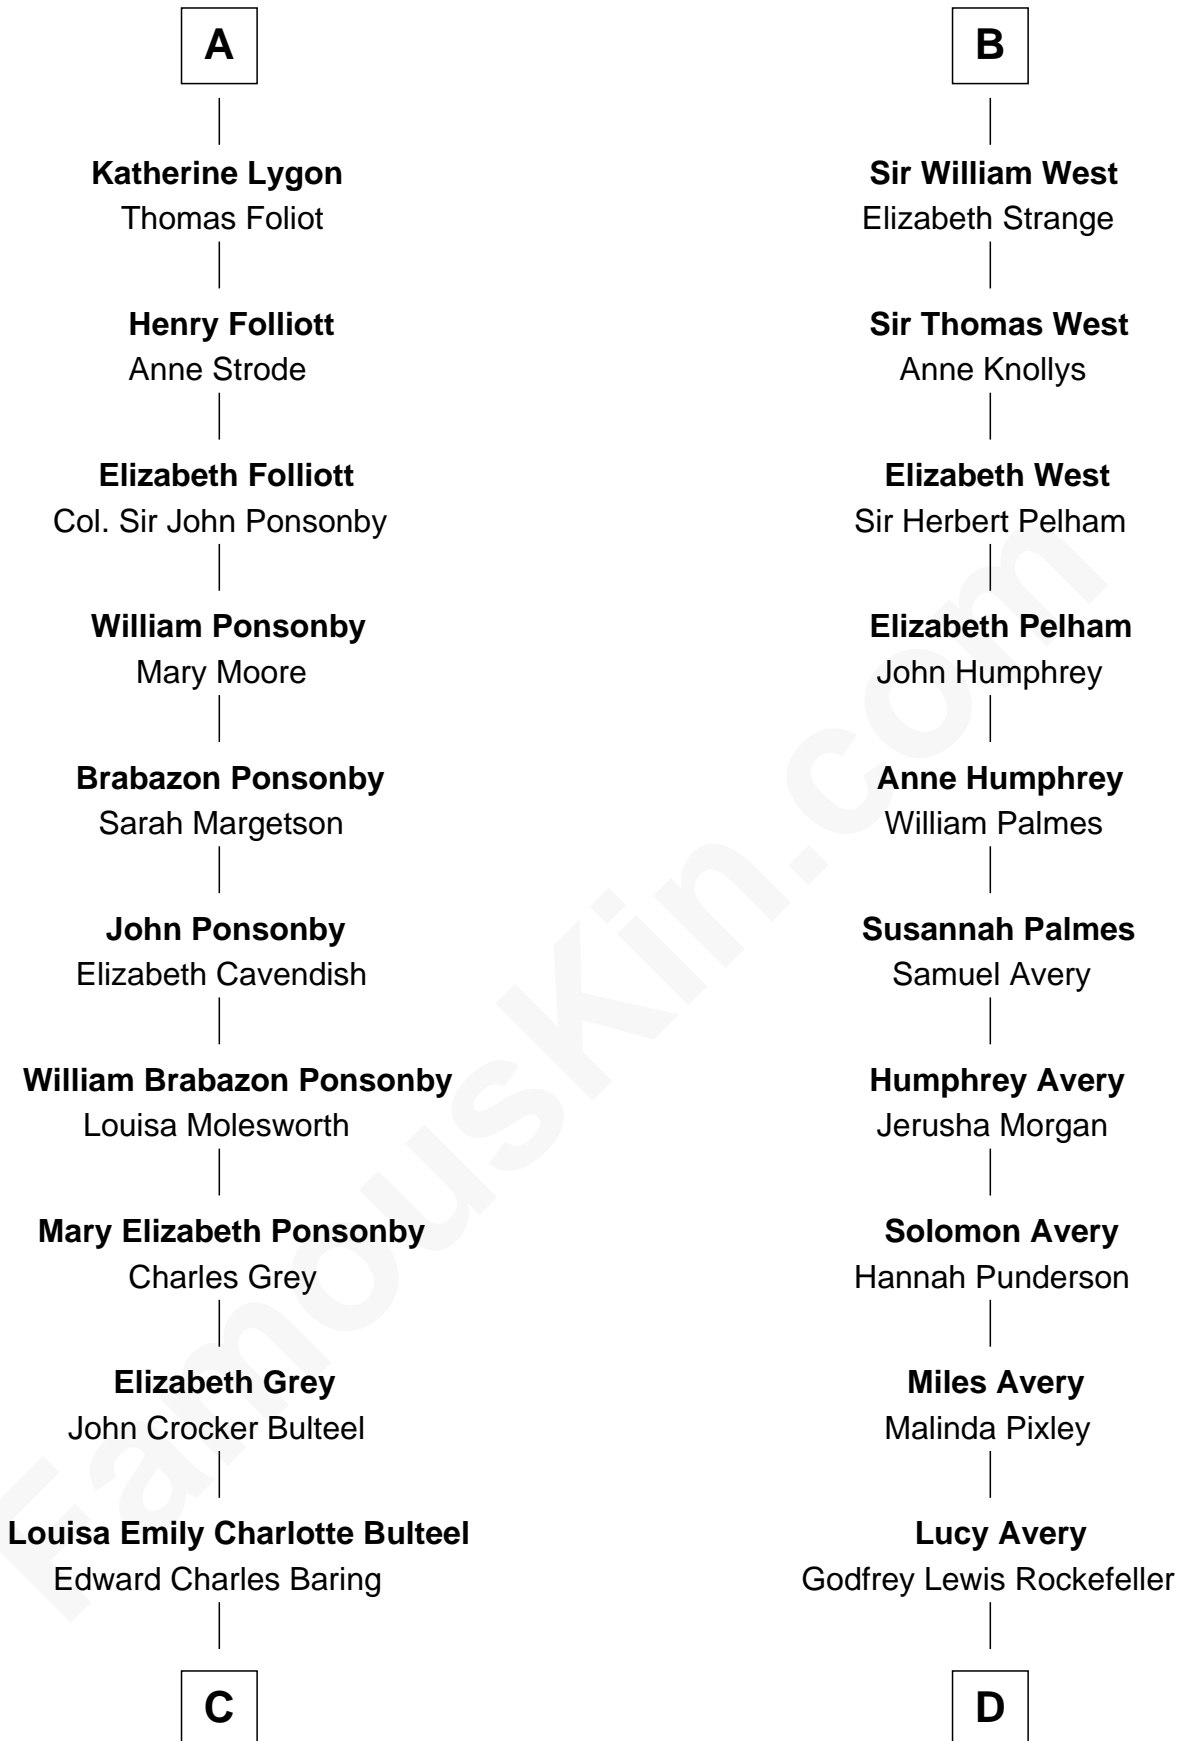 A
Katherine Lygon
Thomas Foliot
Henry Folliott
Anne Strode
Elizabeth Folliott
Col. Sir John Ponsonby
William Ponsonby
Mary Moore
Brabazon Ponsonby
Sarah Margetson
John Ponsonby
Elizabeth Cavendish
William Brabazon Ponsonby
Louisa Molesworth
Mary Elizabeth Ponsonby
Charles Grey
Elizabeth Grey
John Crocker Bulteel
Louisa Emily Charlotte Bulteel
Edward Charles Baring
C
B
Sir William West
Elizabeth Strange
Sir Thomas West
Anne Knollys
Elizabeth West
Sir Herbert Pelham
Elizabeth Pelham
John Humphrey
Anne Humphrey
William Palmes
Susannah Palmes
Samuel Avery
Humphrey Avery
Jerusha Morgan
Solomon Avery
Hannah Punderson
Miles Avery
Malinda Pixley
Lucy Avery
Godfrey Lewis Rockefeller
D
FamousKin.com